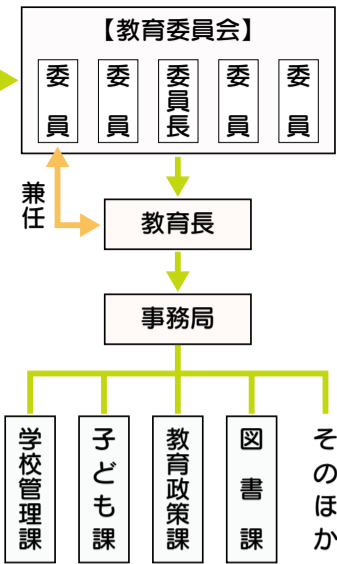 【教育委員会】
委員
委員
委員長
委員
委員
兼任
教育長
事務局
学校管理課
子ども課
教育政策課
図書課
そのほか